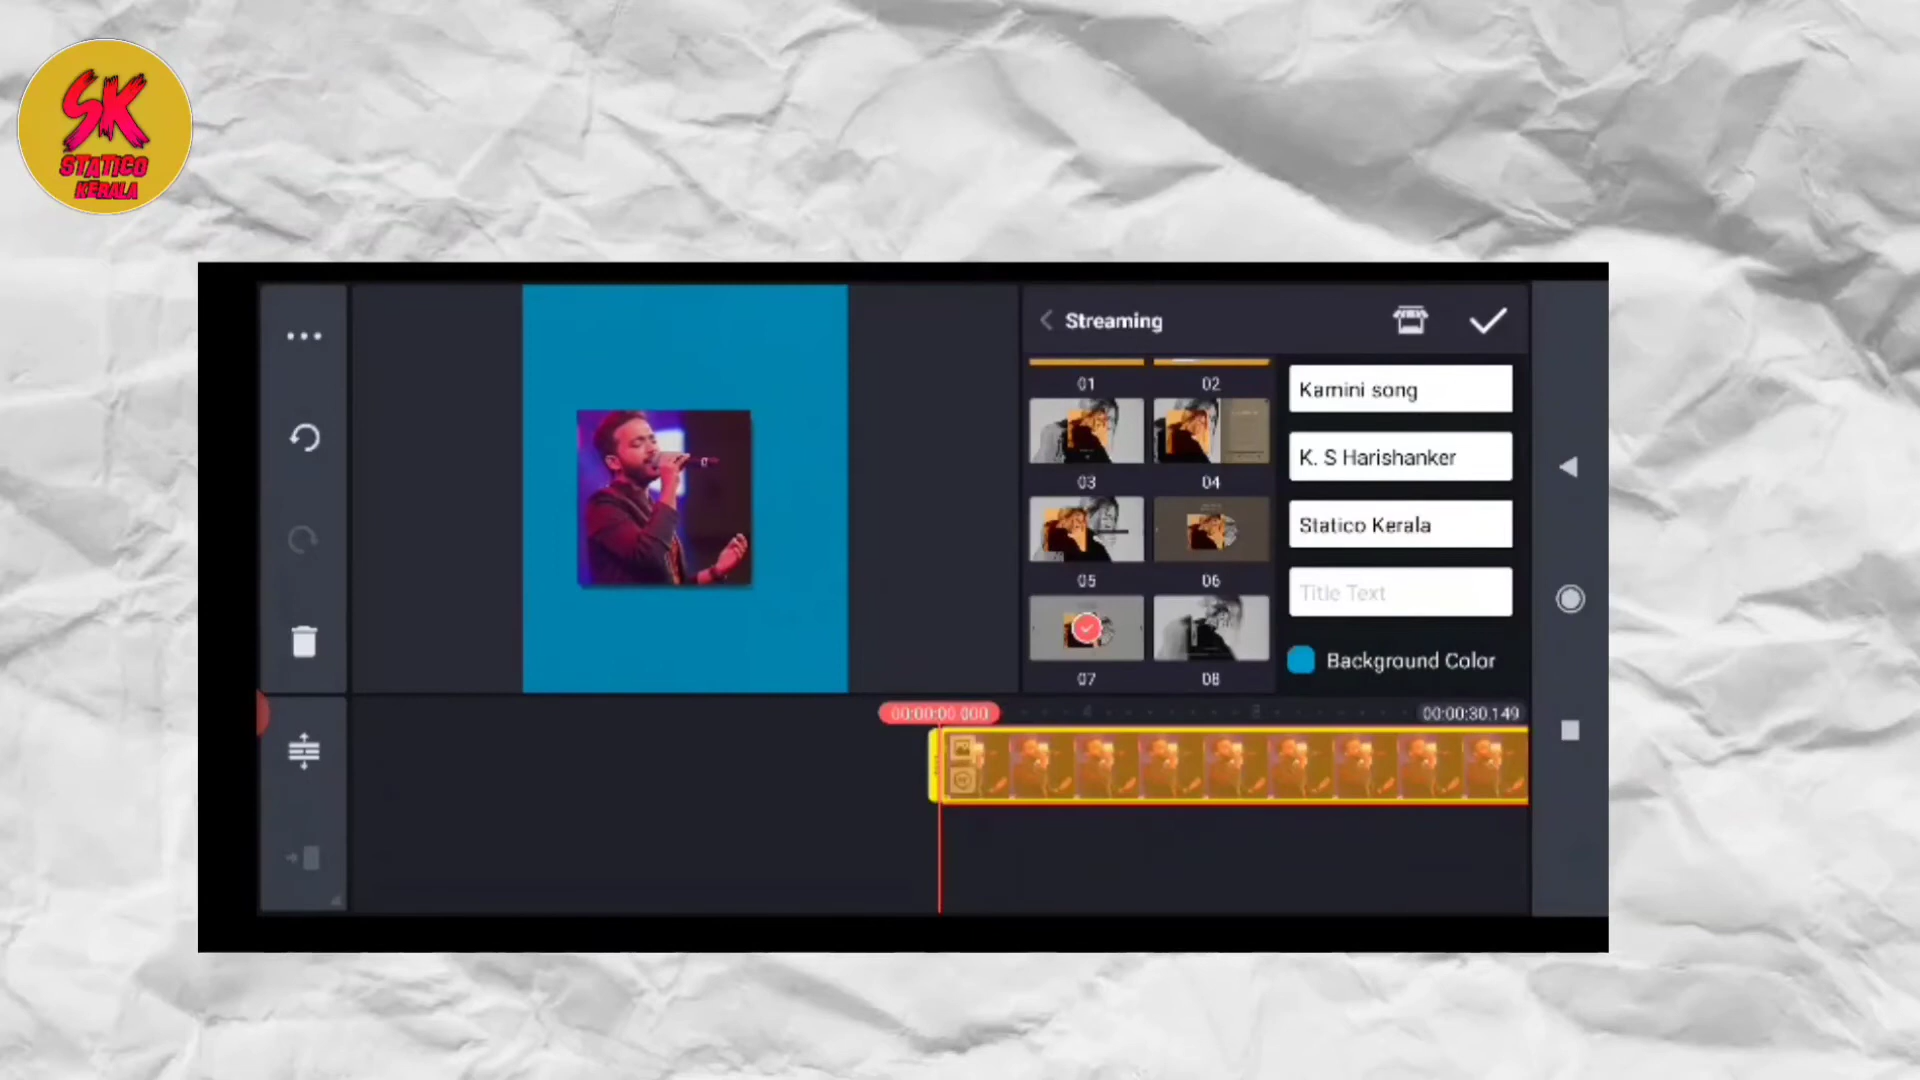 SK
STATICO
KERALA
Streaming
01
02
03
04
05
06
07
08
Kamini song
K. S Harishanker
Statico Kerala
Title Text
Background Color
00:00:00.000
00:00:30.149